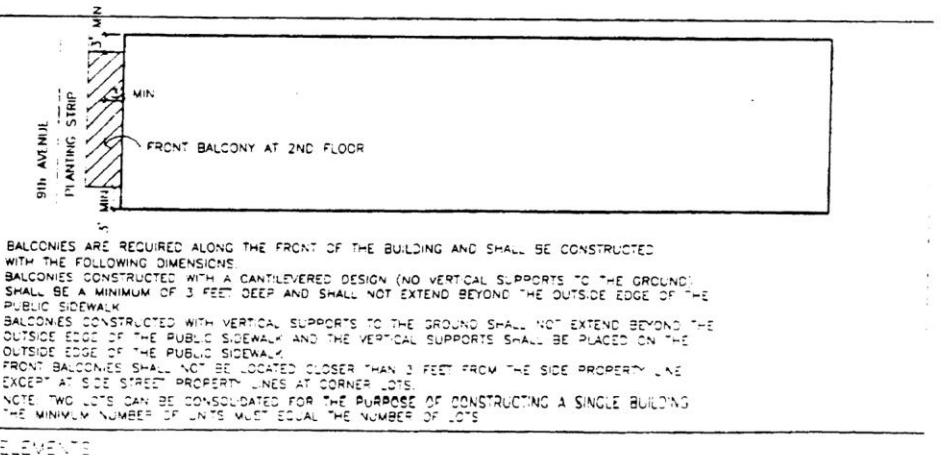 3' MIN
3' MIN
FRONT BALCONY AT 2ND FLOOR
9th AVENUE
PLANTING STRIP
MIN
BALCONIES ARE REQUIRED ALONG THE FRONT OF THE BUILDING AND SHALL BE CONSTRUCTED
WITH THE FOLLOWING DIMENSIONS.
BALCONIES CONSTRUCTED WITH A CANTILEVERED DESIGN (NO VERTICAL SUPPORTS TO THE GROUND)
SHALL BE A MINIMUM OF 3 FEET DEEP AND SHALL NOT EXTEND BEYOND THE OUTSIDE EDGE OF THE
PUBLIC SIDEWALK
BALCONIES CONSTRUCTED WITH VERTICAL SUPPORTS TO THE GROUND SHALL NOT EXTEND BEYOND THE
OUTSIDE EDGE OF THE PUBLIC SIDEWALK AND THE VERTICAL SUPPORTS SHALL BE PLACED ON THE
OUTSIDE EDGE OF THE PUBLIC SIDEWALK.
FRONT BALCONIES SHALL NOT BE LOCATED CLOSER THAN 3 FEET FROM THE SIDE PROPERTY LINE
EXCEPT AT SIDE STREET PROPERTY LINES AT CORNER LOTS.
NOTE: TWO LOTS CAN BE CONSOLIDATED FOR THE PURPOSE OF CONSTRUCTING A SINGLE BUILDING
THE MINIMUM NUMBER OF UNITS MUST EQUAL THE NUMBER OF LOTS
ELEMENTS